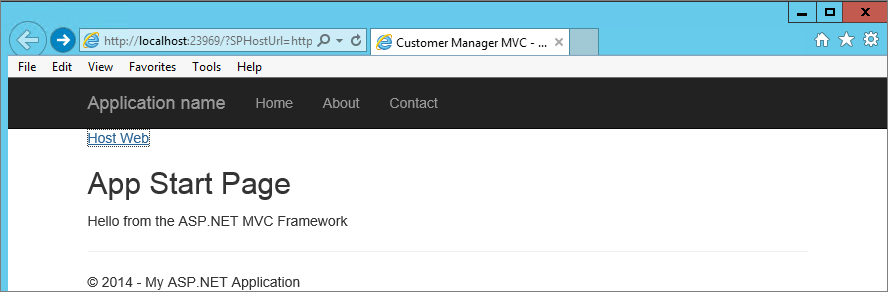 http://localhost:23969/?SPHostUrl=http
Customer Manager MVC - ...
File Edit View Favorites Tools Help
Application name Home About Contact
Host Web
App Start Page
Hello from the ASP.NET MVC Framework
© 2014 - My ASP.NET Application